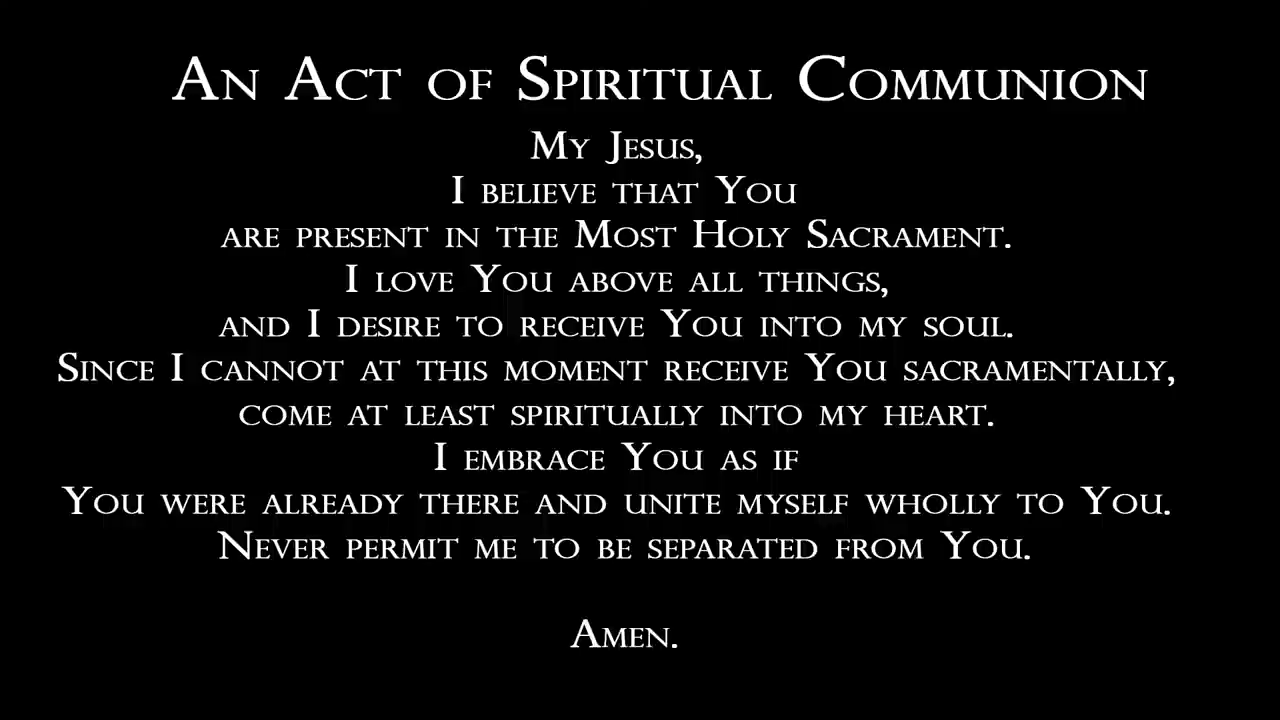 An Act of Spiritual Communion
My Jesus,
I believe that You
are present in the Most Holy Sacrament.
I love You above all things,
and I desire to receive You into my soul.
Since I cannot at this moment receive You sacramentally,
come at least spiritually into my heart.
I embrace You as if
You were already there and unite myself wholly to You.
Never permit me to be separated from You.
Amen.